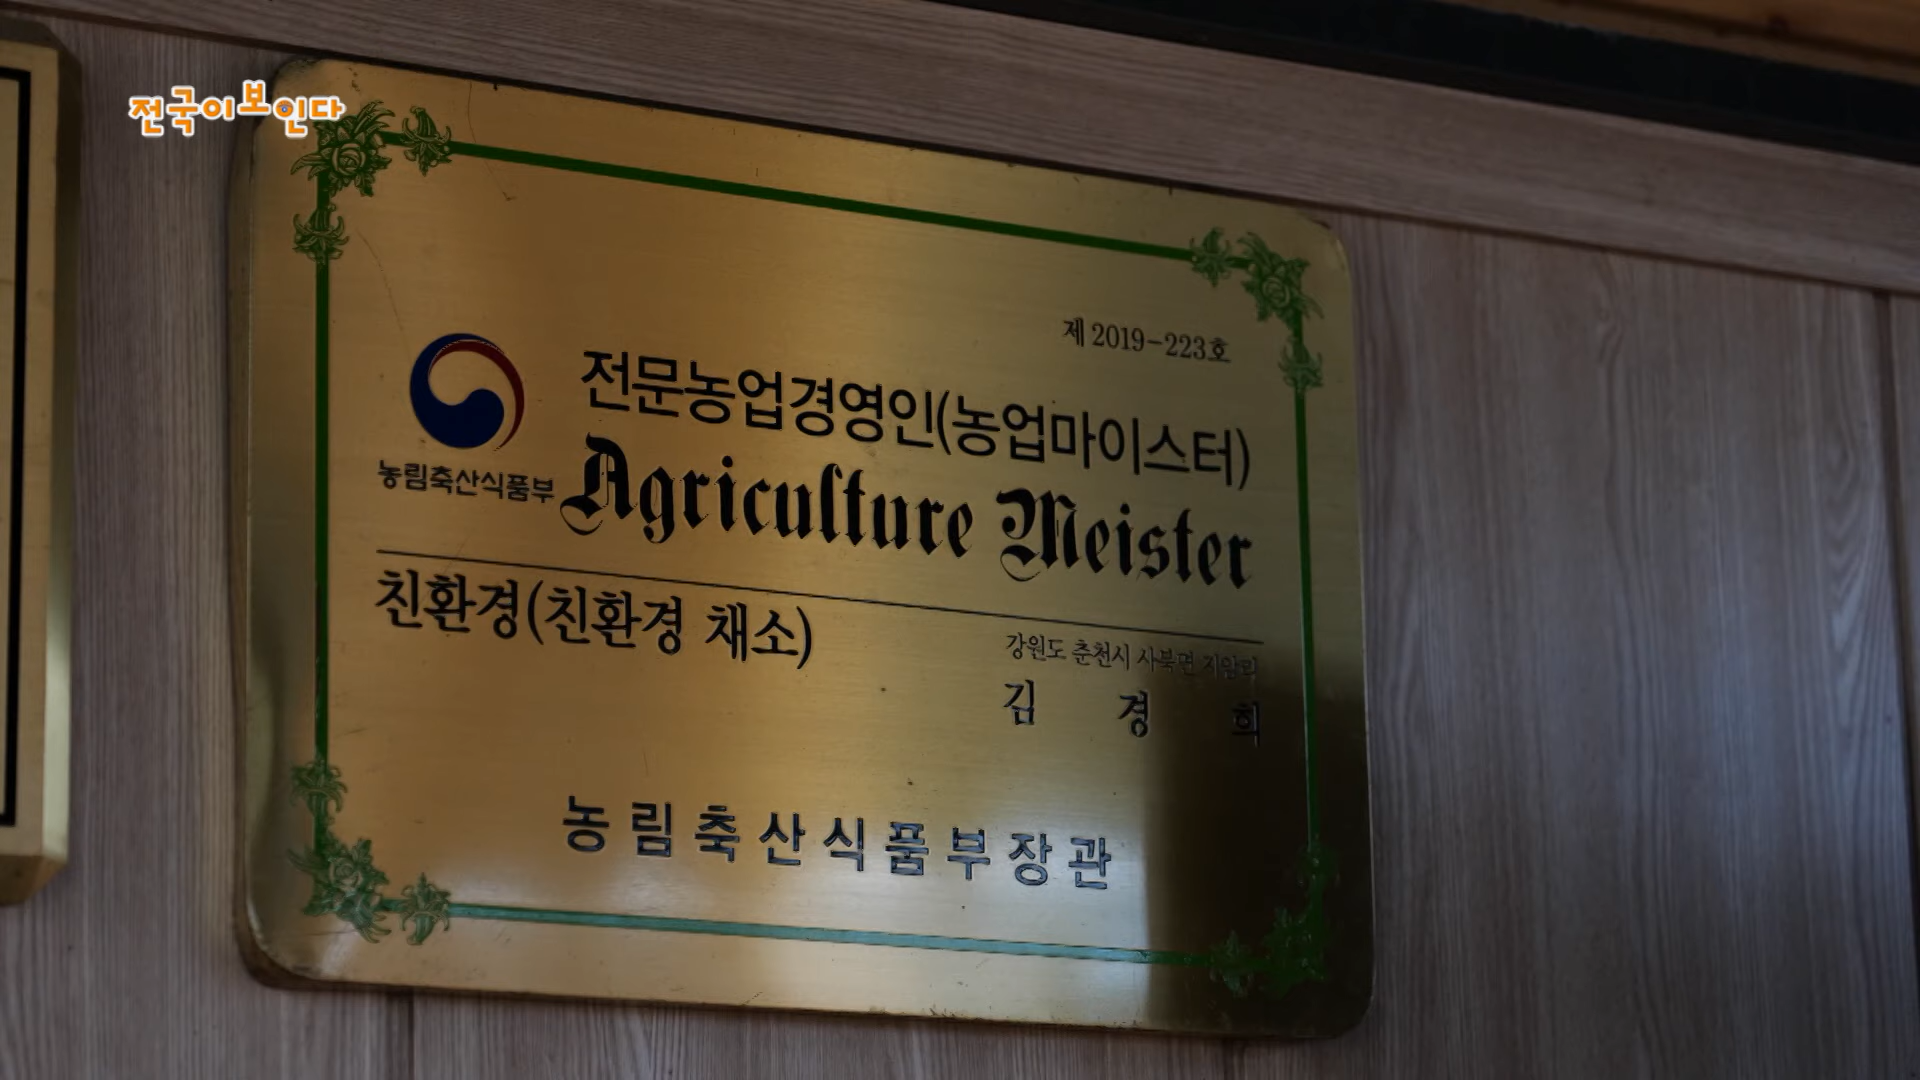 전국이보인다
제 2019-223호
전문농업경영인(농업마이스터)
농림축산식품부
Agriculture Meister
친환경(친환경 채소)
강원도 춘천시 사북면 지암리
김 경 희
농림축산식품부장관